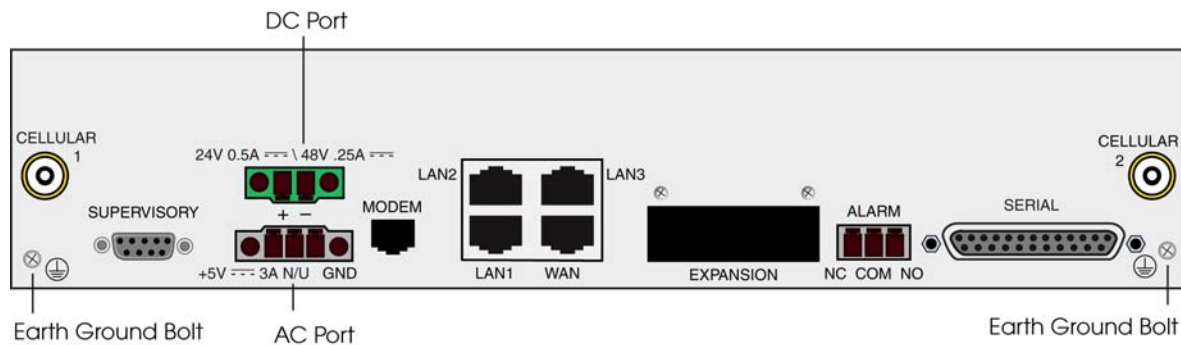 DC Port
CELLULAR
1
24V 0.5A ⎓ \ 48V .25A ⎓
CELLULAR
2
LAN2
LAN3
SUPERVISORY
+ −
MODEM
ALARM
SERIAL
+5V ⎓ 3A N/U GND
LAN1 WAN
EXPANSION
NC COM NO
Earth Ground Bolt
AC Port
Earth Ground Bolt